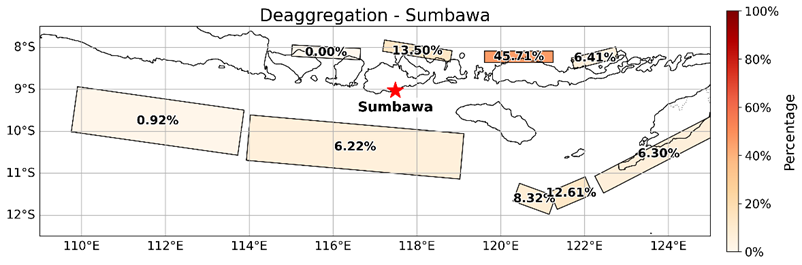 Deaggregation - Sumbawa
100%
8°S
0.00%
13.50%
45.71%
6.41%
80%
9°S
Sumbawa
0.92%
60%
10°S
6.22%
6.30%
40%
11°S
8.32%
12.61%
20%
12°S
0%
110°E 112°E 114°E 116°E 118°E 120°E 122°E 124°E
Percentage